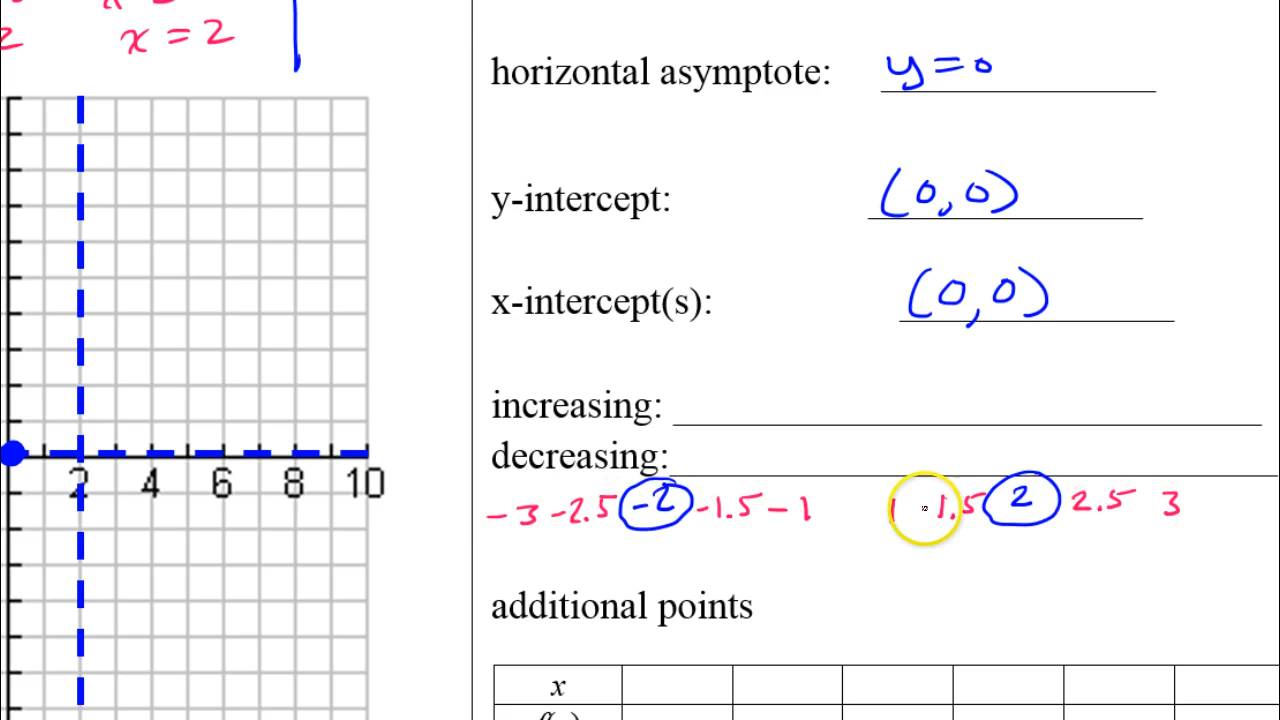 2 x = 2
horizontal asymptote: y = 0
y-intercept: (0,0)
x-intercept(s): (0,0)
increasing:
decreasing:
2 4 6 8 10
-3 -2.5 -2 -1.5 -1 1 1.5 2 2.5 3
additional points
x